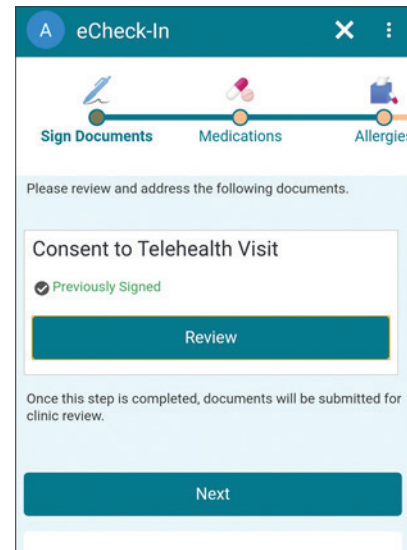 A eCheck-In
Sign Documents Medications Allergies
Please review and address the following documents.
Consent to Telehealth Visit
Previously Signed
Review
Once this step is completed, documents will be submitted for
clinic review.
Next